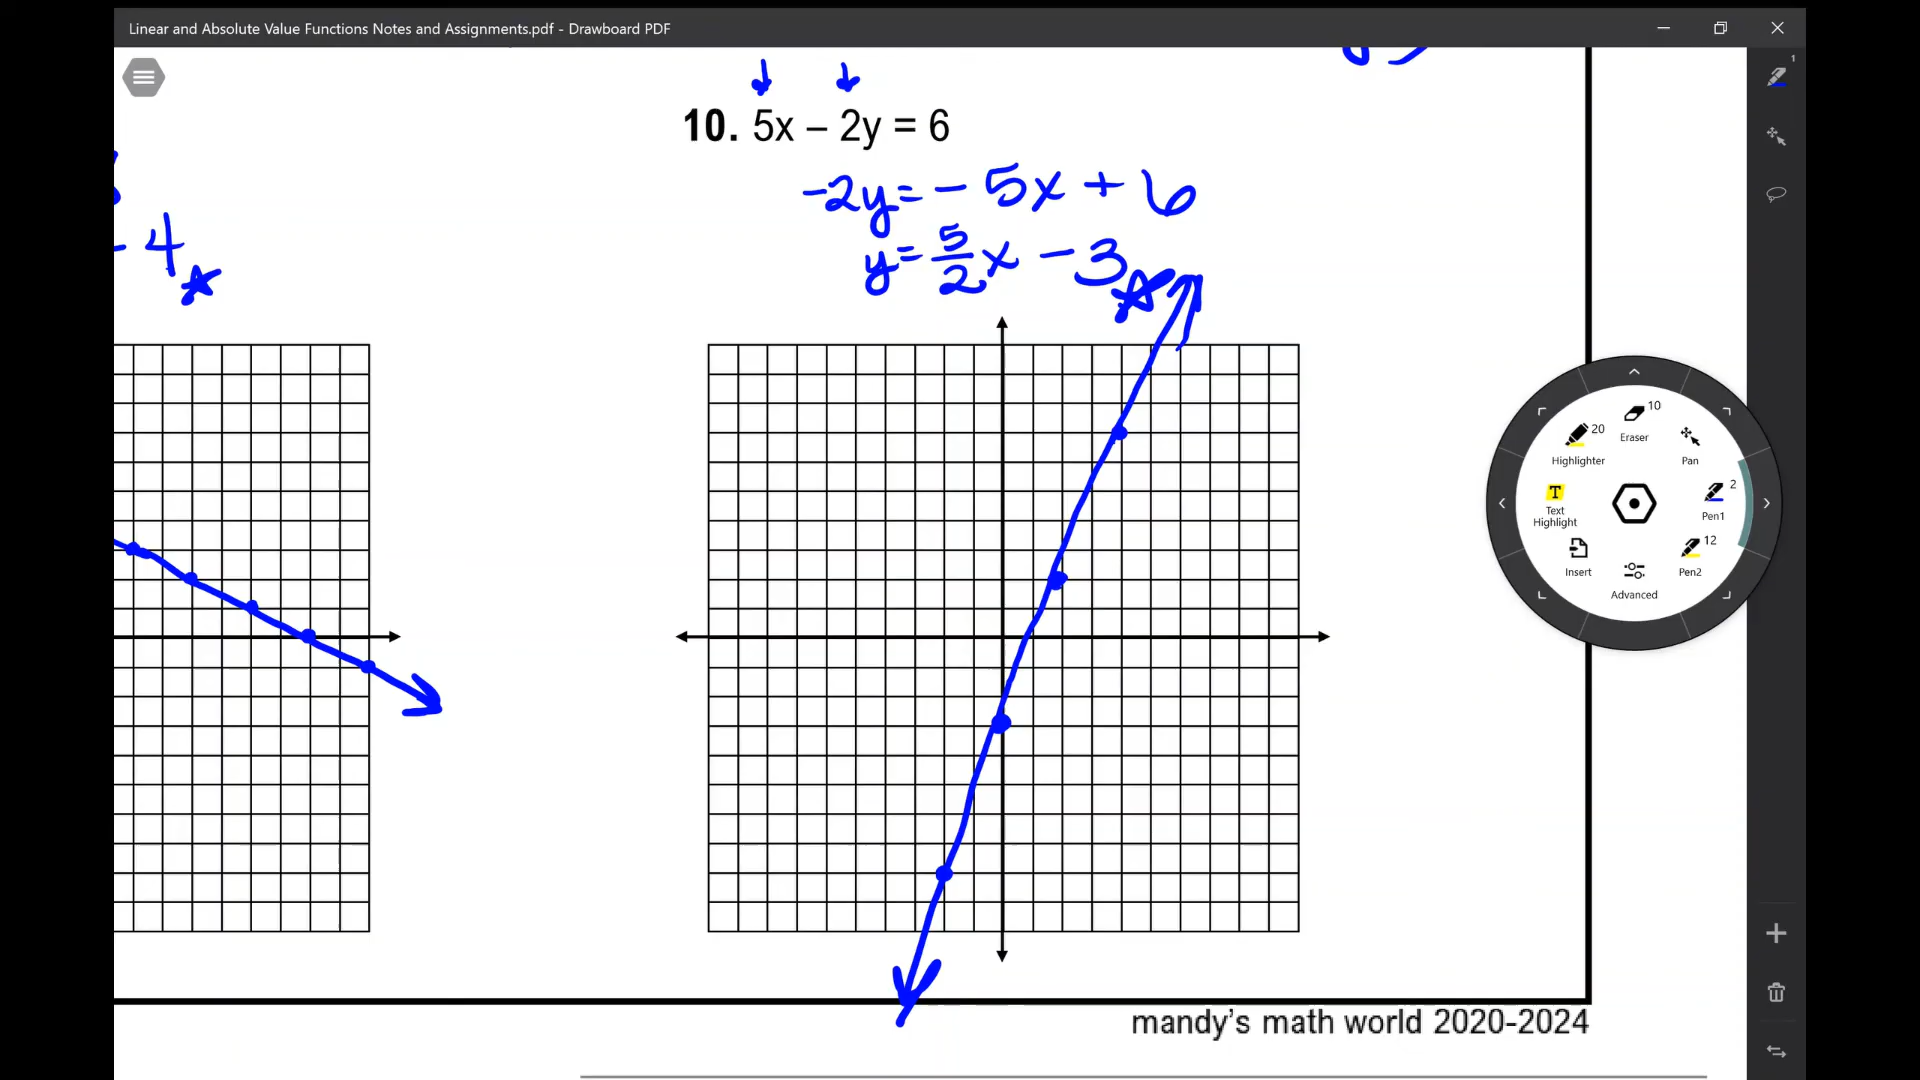 Linear and Absolute Value Functions Notes and Assignments.pdf - Drawboard PDF
1
10. 5x – 2y = 6
-2y = -5x + 6
y = 5/2x - 3
- 4
10
Eraser
20
Highlighter
Pan
2
Pen1
T
Text
Highlight
12
Pen2
Insert
Advanced
mandy's math world 2020-2024